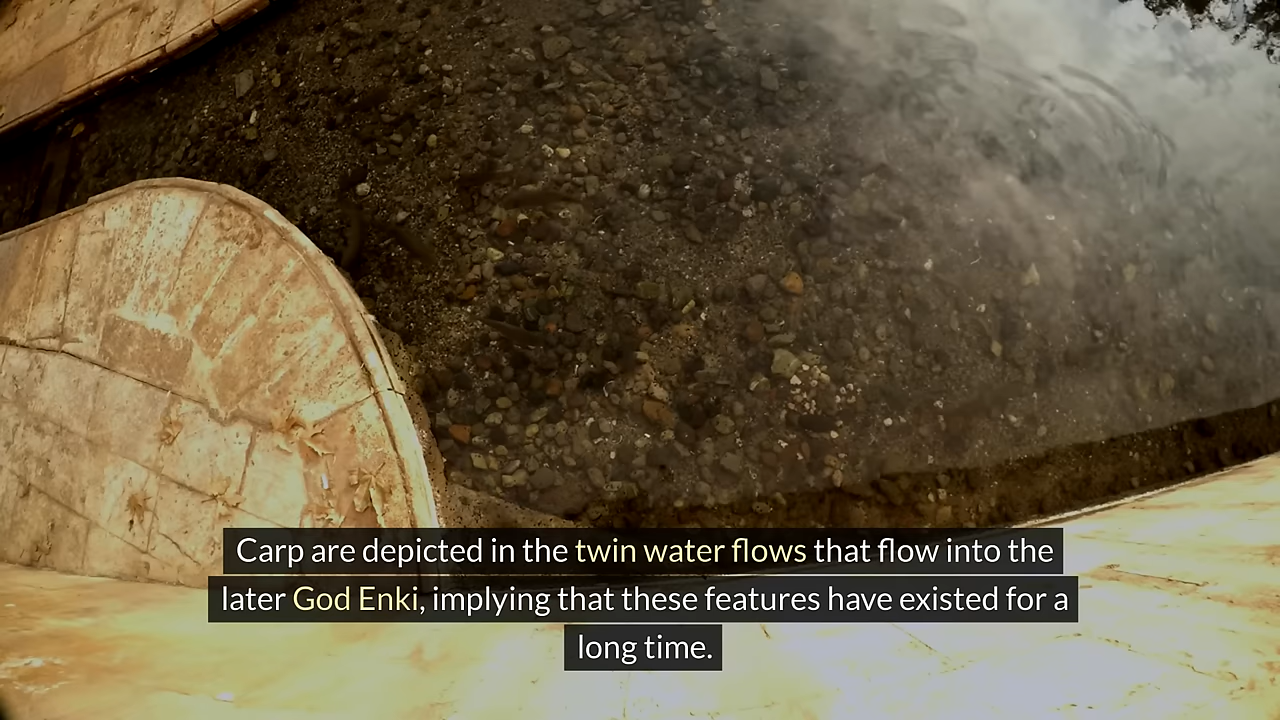 Carp are depicted in the twin water flows that flow into the
later God Enki, implying that these features have existed for a
long time.